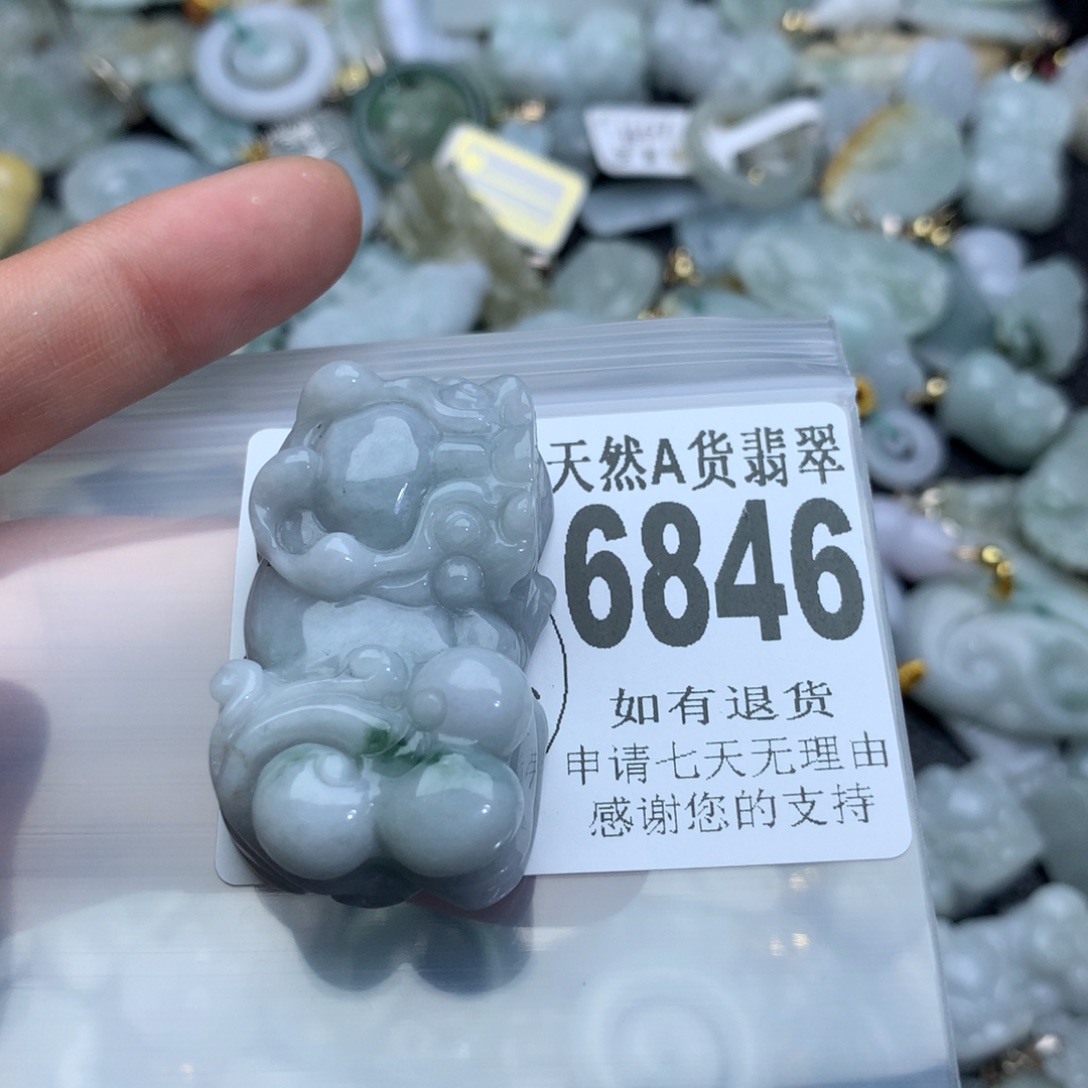 天然A货翡翠
6846
如有退货
申请七天无理由
感谢您的支持